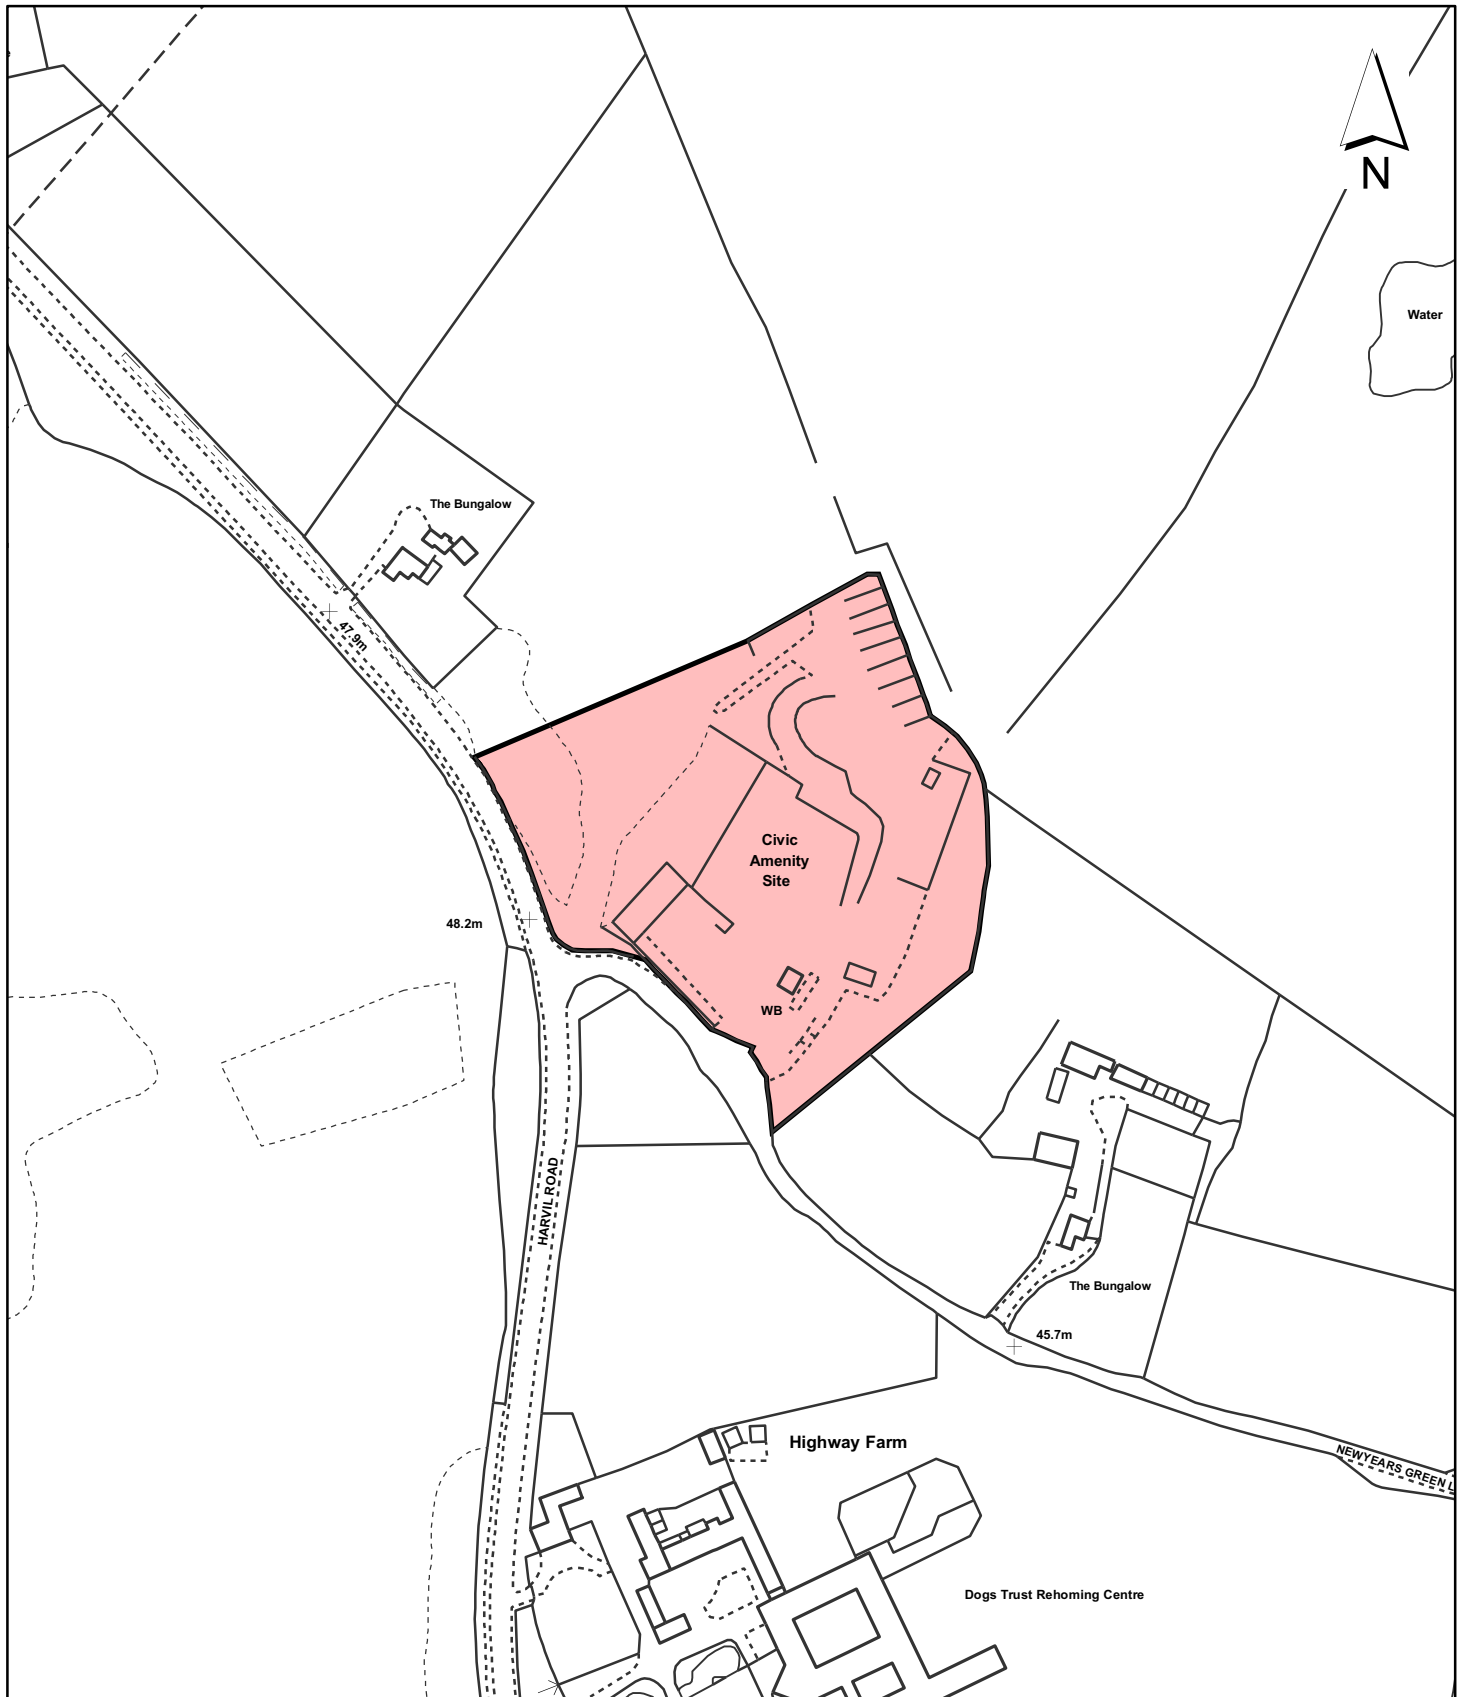 N
Water
The Bungalow
47.9m
Civic
Amenity
Site
48.2m
WB
HARVIL ROAD
The Bungalow
45.7m
Highway Farm
NEWYEARS GREEN L
Dogs Trust Rehoming Centre